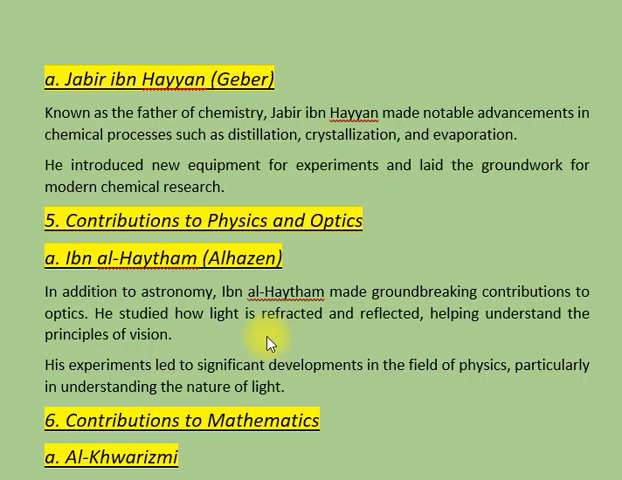 a. Jabir ibn Hayyan (Geber)
Known as the father of chemistry, Jabir ibn Hayyan made notable advancements in
chemical processes such as distillation, crystallization, and evaporation.
He introduced new equipment for experiments and laid the groundwork for
modern chemical research.
5. Contributions to Physics and Optics
a. Ibn al-Haytham (Alhazen)
In addition to astronomy, Ibn al-Haytham made groundbreaking contributions to
optics. He studied how light is refracted and reflected, helping understand the
principles of vision.
His experiments led to significant developments in the field of physics, particularly
in understanding the nature of light.
6. Contributions to Mathematics
a. Al-Khwarizmi